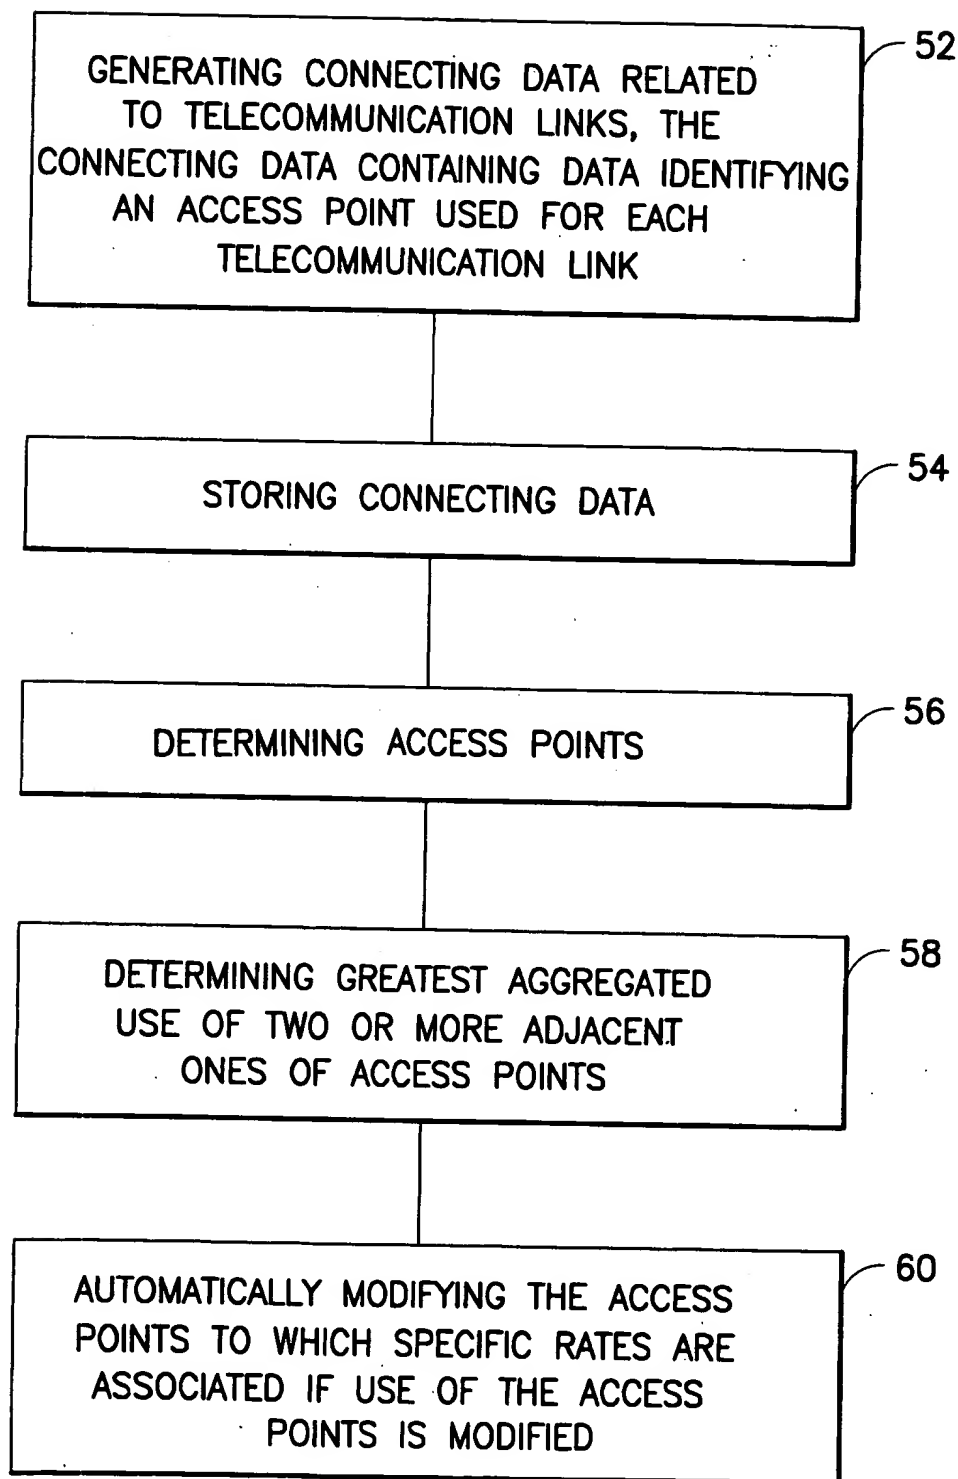 52
GENERATING CONNECTING DATA RELATED
TO TELECOMMUNICATION LINKS, THE
CONNECTING DATA CONTAINING DATA IDENTIFYING
AN ACCESS POINT USED FOR EACH
TELECOMMUNICATION LINK
54
STORING CONNECTING DATA
56
DETERMINING ACCESS POINTS
58
DETERMINING GREATEST AGGREGATED
USE OF TWO OR MORE ADJACENT
ONES OF ACCESS POINTS
60
AUTOMATICALLY MODIFYING THE ACCESS
POINTS TO WHICH SPECIFIC RATES ARE
ASSOCIATED IF USE OF THE ACCESS
POINTS IS MODIFIED